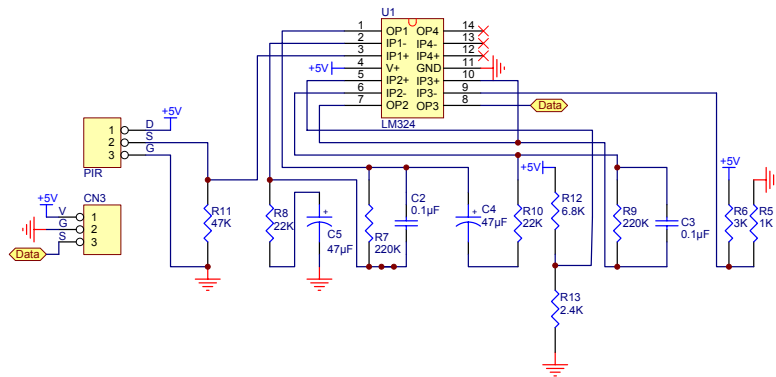 U1
1 OP1 OP4 14
2 IP1- IP4- 13
3 IP1+ IP4+ 12
+5V 4 V+ GND 11
5 IP2+ IP3+ 10
6 IP2- IP3- 9
7 OP2 OP3 8 Data
LM324
+5V
1 D
2 S
3 G
PIR
CN3
+5V
V 1
G 2
Data S 3
R11
47K
R8
22K
+
C5
47µF
R7
220K
C2
0.1µF
+
C4
47µF
R10
22K
+5V
R12
6.8K
R13
2.4K
R9
220K
C3
0.1µF
+5V
R6
3K
R5
1K